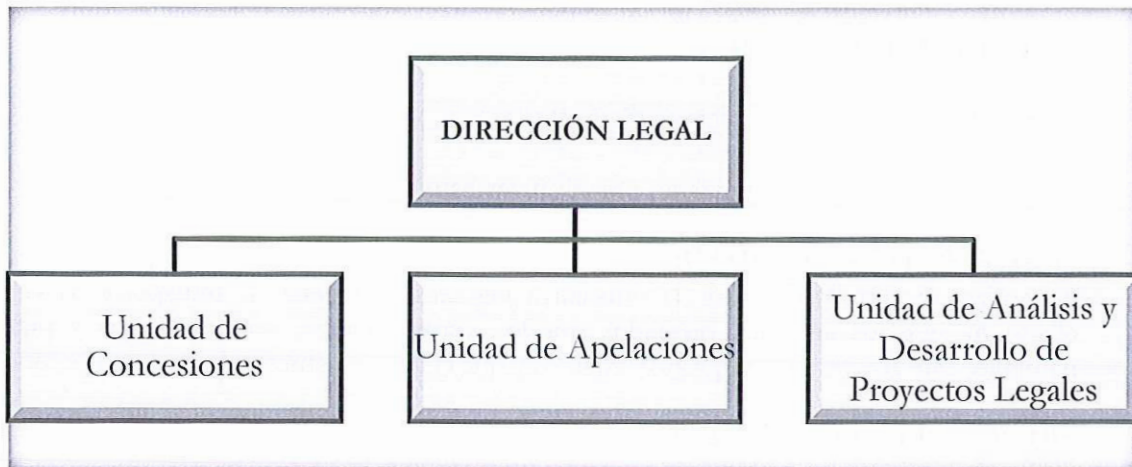 DIRECCIÓN LEGAL
Unidad de
Concesiones
Unidad de Apelaciones
Unidad de Análisis y
Desarrollo de
Proyectos Legales